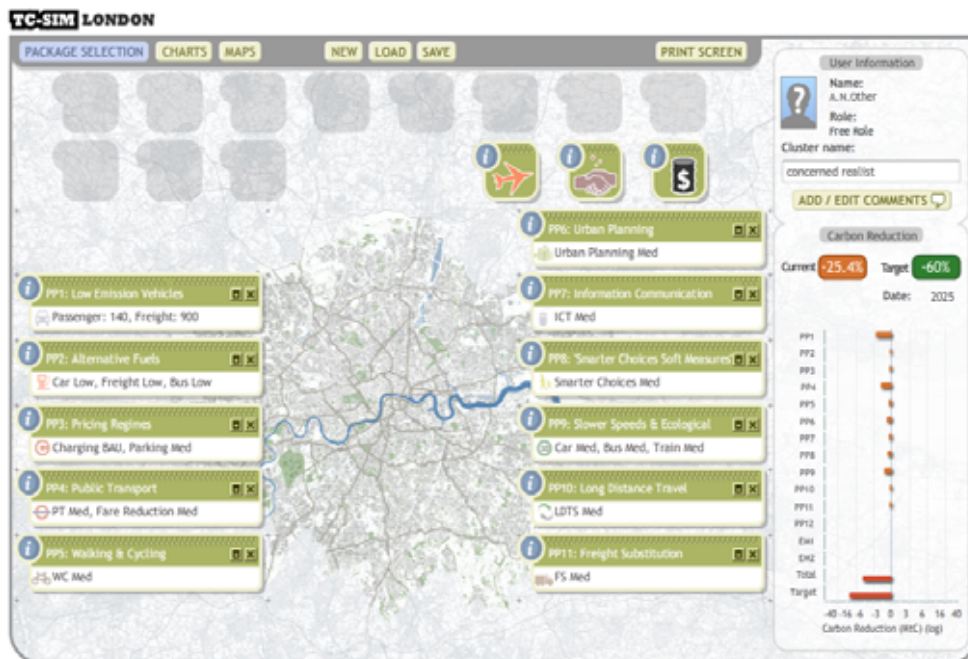 TC-SIM LONDON
PACKAGE SELECTION CHARTS MAPS NEW LOAD SAVE PRINT SCREEN
User Information
Name:
A.N.Other
Role:
Free Role
Cluster name:
concerned realist
ADD / EDIT COMMENTS
Carbon Reduction
Current -25.4% Target -60%
Date: 2025
PP1: Low Emission Vehicles
Passenger: 140, Freight: 900
PP2: Alternative Fuels
Car Low, Freight Low, Bus Low
PP3: Pricing Regimes
Charging BAU, Parking Med
PP4: Public Transport
PT Med, Fare Reduction Med
PP5: Walking & Cycling
WC Med
PP6: Urban Planning
Urban Planning Med
PP7: Information Communication
ICT Med
PP8: 'Smarter Choices Soft Measures'
Smarter Choices Med
PP9: Slower Speeds & Ecological
Car Med, Bus Med, Train Med
PP10: Long Distance Travel
LDTS Med
PP11: Freight Substitution
FS Med
PP1
PP2
PP3
PP4
PP5
PP6
PP7
PP8
PP9
PP10
PP11
PP12
EM1
EM2
Total
Target
-40 -16 -6 -3 0 3 6 16 40
Carbon Reduction (MtC) (log)